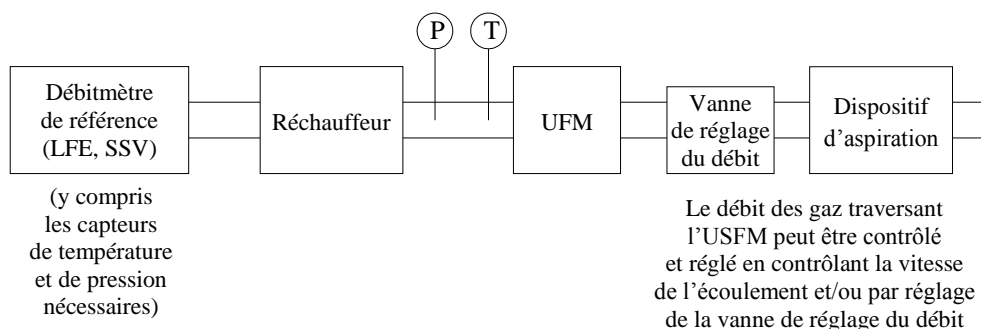 P
T
Débitmètre
de référence
(LFE, SSV)
Réchauffeur
UFM
Vanne
de réglage
du débit
Dispositif
d'aspiration
(y compris
les capteurs
de température
et de pression
nécessaires)
Le débit des gaz traversant
l'USFM peut être contrôlé
et réglé en contrôlant la vitesse
de l'écoulement et/ou par réglage
de la vanne de réglage du débit